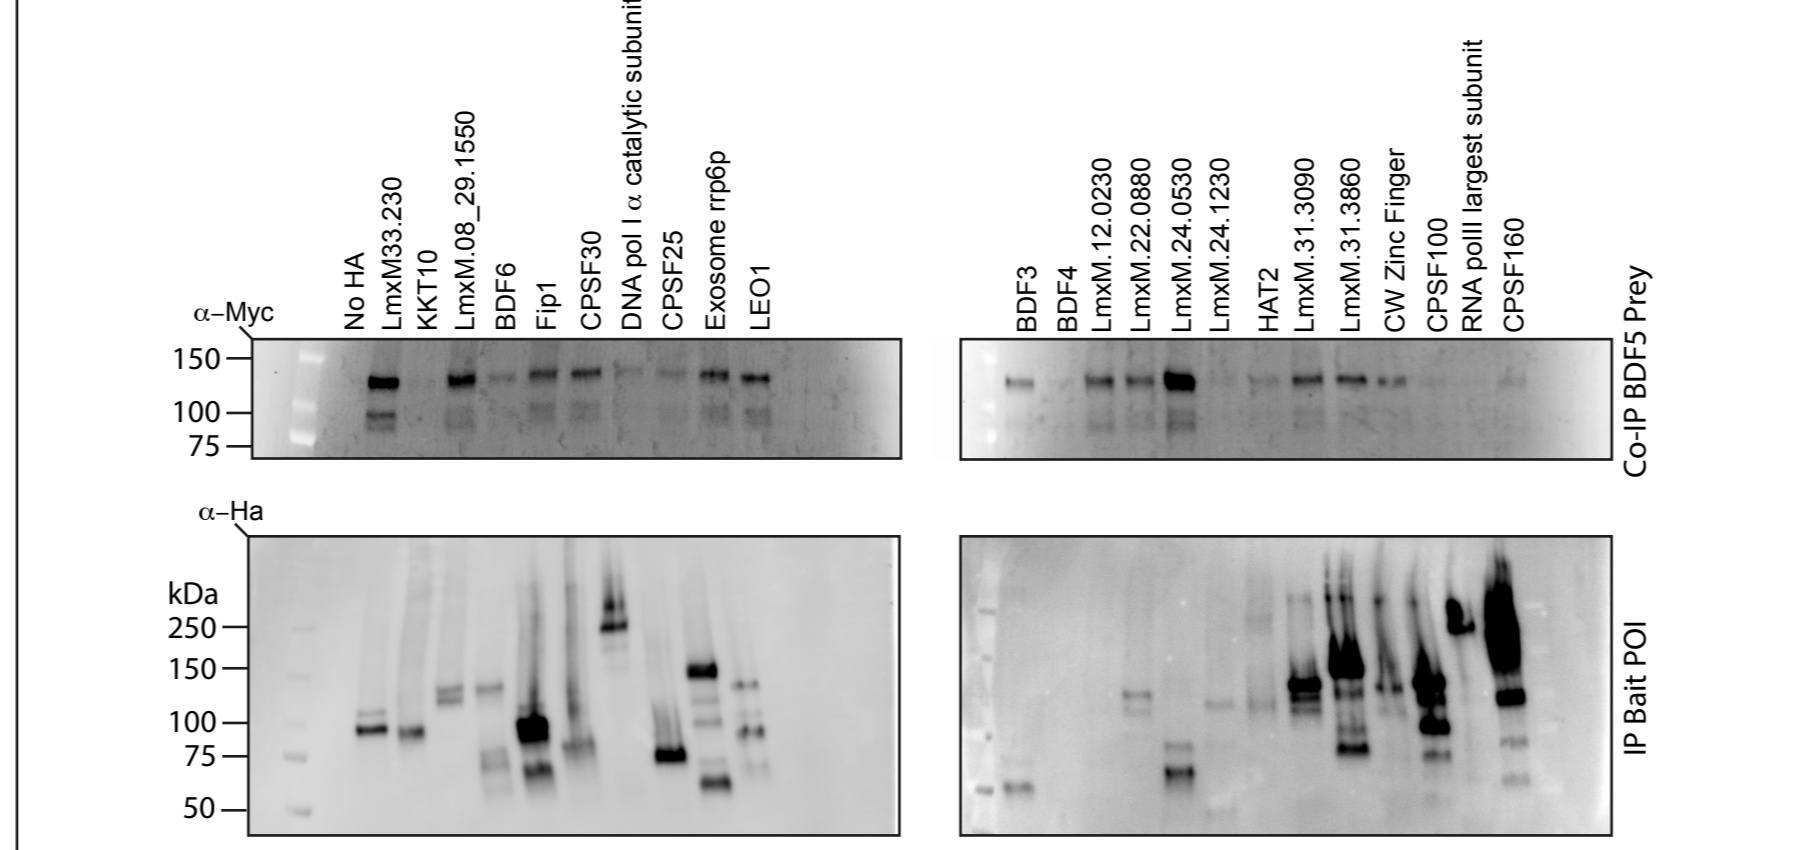 No HA
LmxM33.230
KKT10
LmxM.08_29.1550
BDF6
Fip1
CPSF30
DNA pol I α catalytic subunit
CPSF25
Exosome rrp6p
LEO1
BDF3
BDF4
LmxM.12.0230
LmxM.22.0880
LmxM.24.0530
LmxM.24.1230
HAT2
LmxM.31.3090
LmxM.31.3860
CW Zinc Finger
CPSF100
RNA polII largest subunit
CPSF160
α–Myc
150
100
75
Co-IP BDF5 Prey
α–Ha
kDa
250
150
100
75
50
IP Bait POI